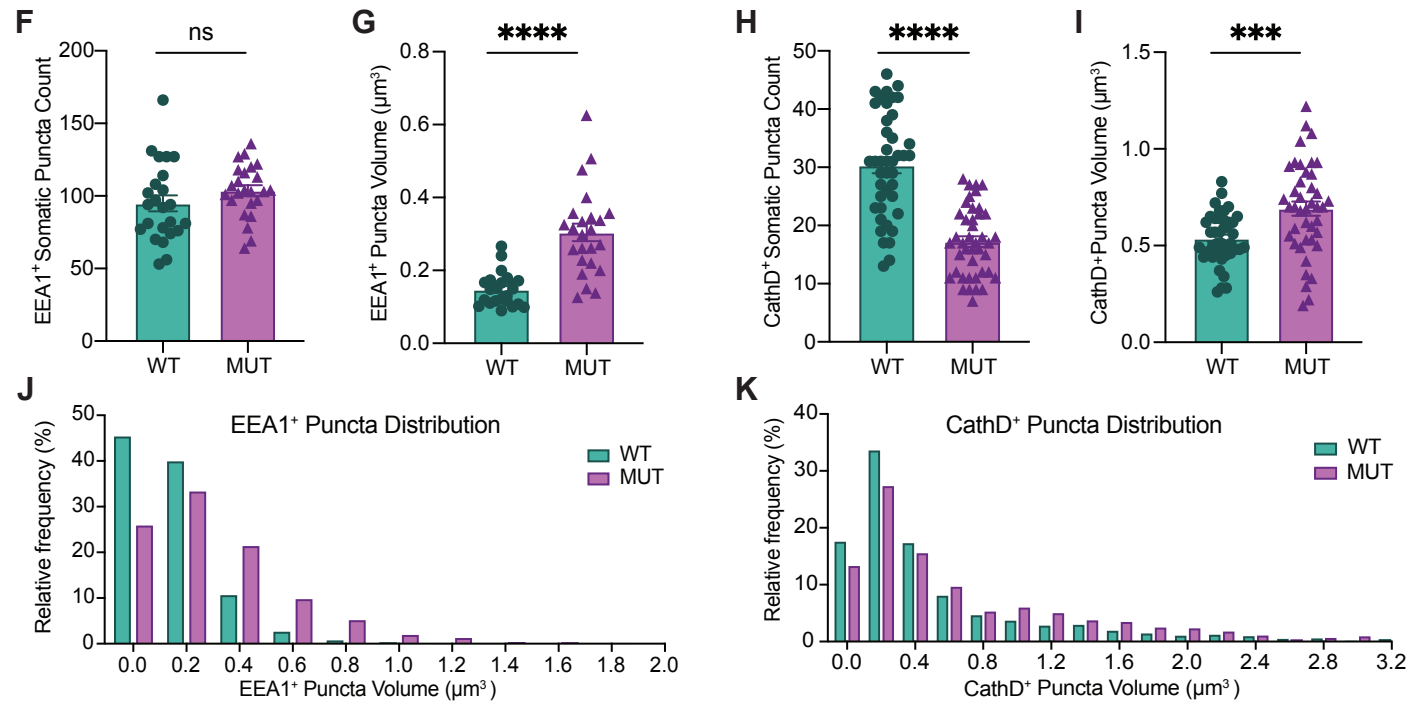 F
ns
EEA1⁺ Somatic Puncta Count
200
150
100
50
0
WT MUT
G
****
EEA1⁺ Puncta Volume (µm³)
0.8
0.6
0.4
0.2
0.0
WT MUT
H
****
CathD⁺ Somatic Puncta Count
50
40
30
20
10
0
WT MUT
I
***
CathD⁺Puncta Volume (µm³)
1.5
1.0
0.5
0.0
WT MUT
J
EEA1⁺ Puncta Distribution
Relative frequency (%)
50
40
30
20
10
0
WT
MUT
0.0 0.2 0.4 0.6 0.8 1.0 1.2 1.4 1.6 1.8 2.0
EEA1⁺ Puncta Volume (µm³)
K
CathD⁺ Puncta Distribution
Relative frequency (%)
40
30
20
10
0
WT
MUT
0.0 0.4 0.8 1.2 1.6 2.0 2.4 2.8 3.2
CathD⁺ Puncta Volume (µm³)